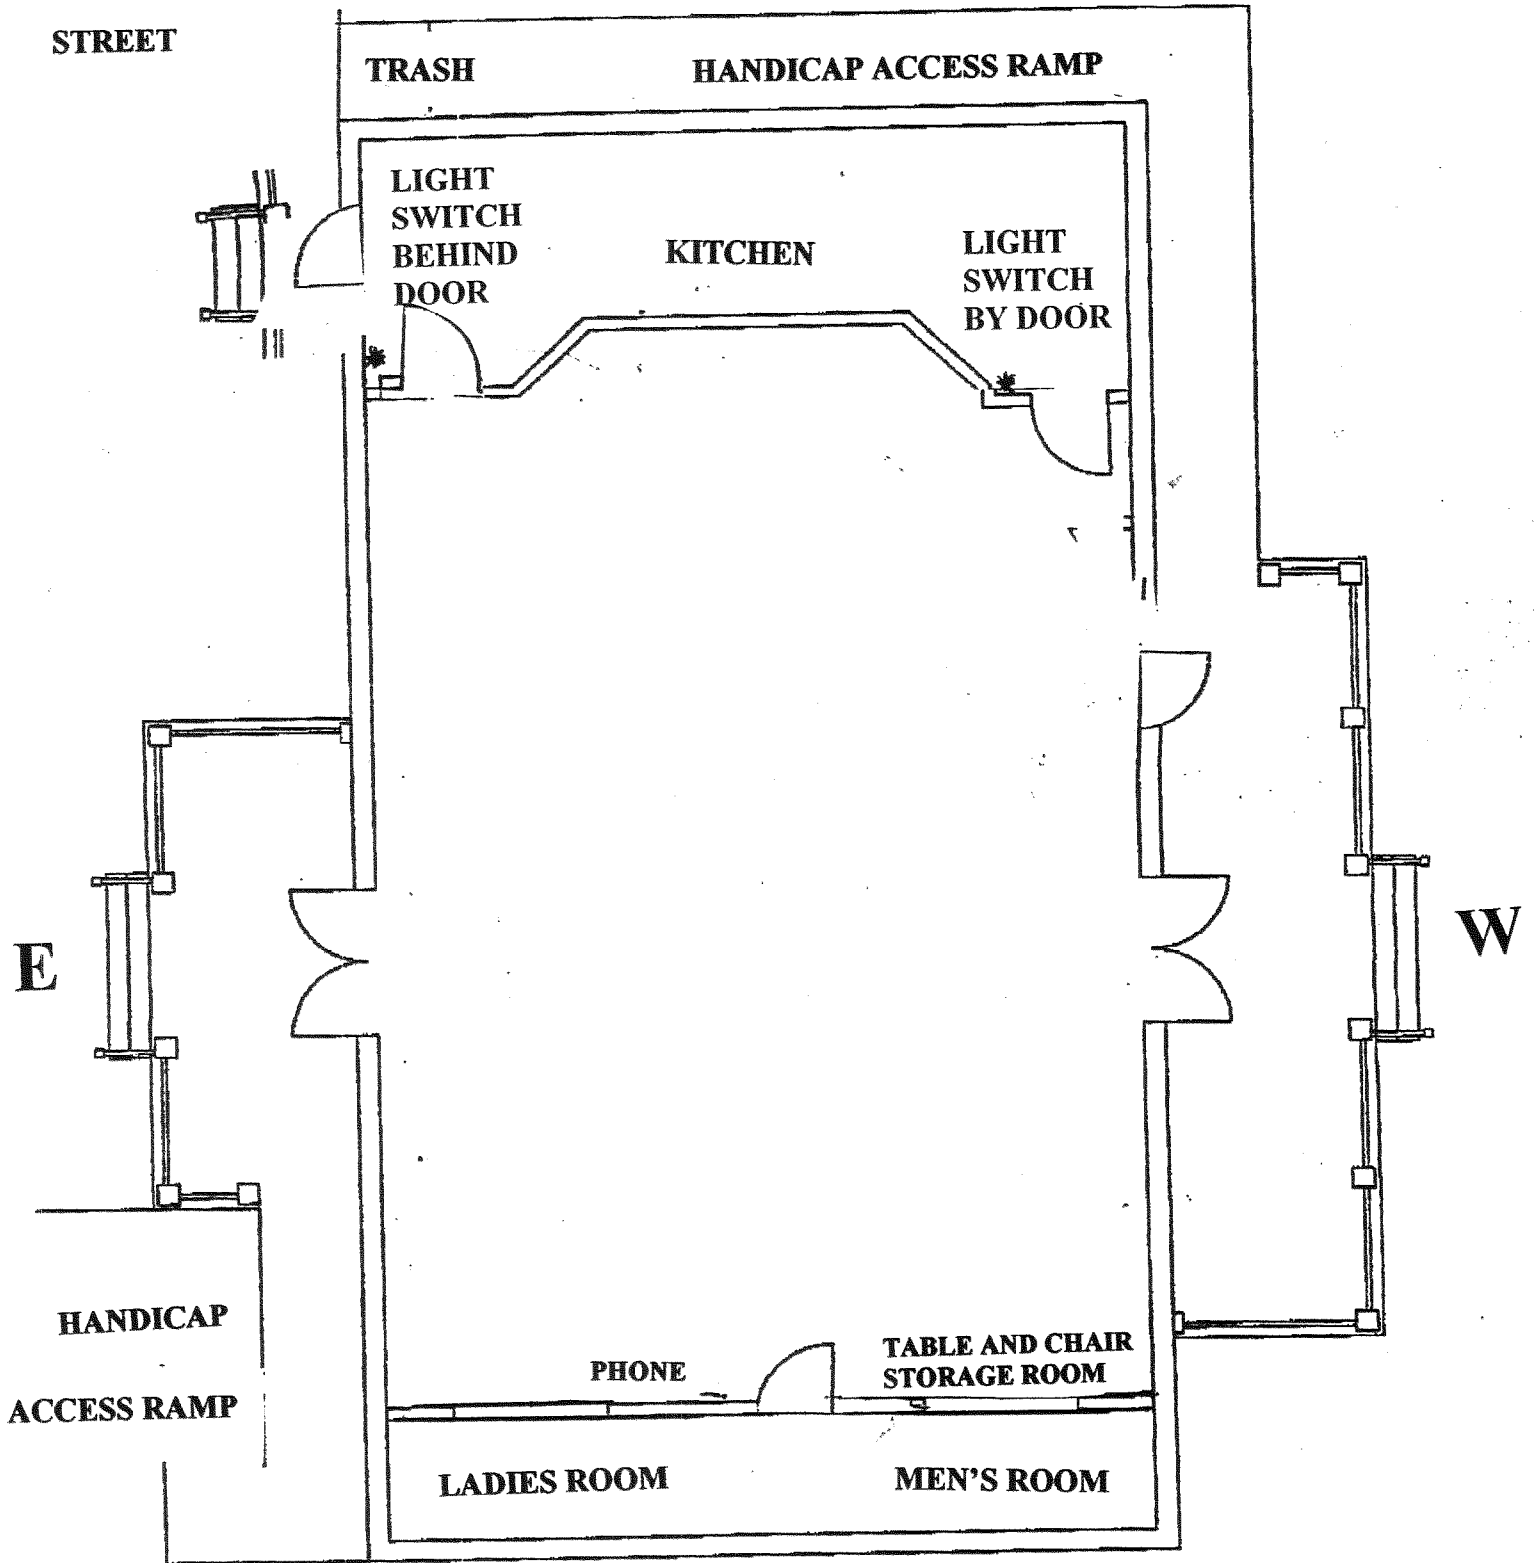 STREET
TRASH
HANDICAP ACCESS RAMP
LIGHT
SWITCH
BEHIND
DOOR
KITCHEN
LIGHT
SWITCH
BY DOOR
E
W
HANDICAP
ACCESS RAMP
PHONE
TABLE AND CHAIR
STORAGE ROOM
LADIES ROOM
MEN'S ROOM